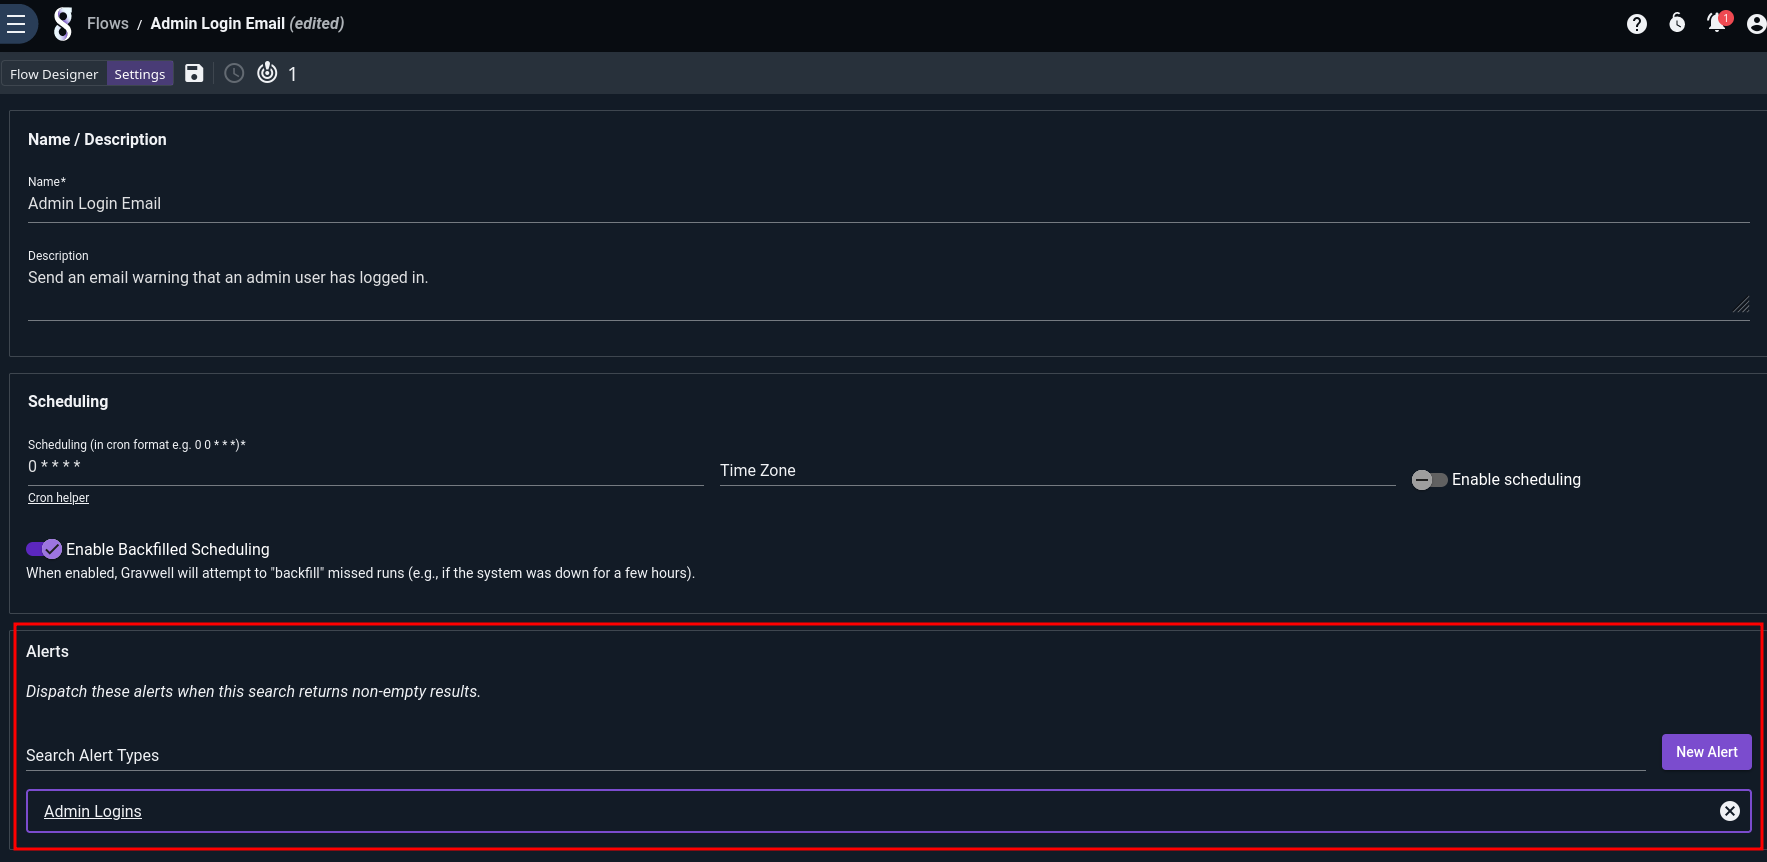 Flows / Admin Login Email (edited)
1
Flow Designer Settings 1
Name / Description
Name*
Admin Login Email
Description
Send an email warning that an admin user has logged in.
Scheduling
Scheduling (in cron format e.g. 0 0 * * *)*
0 * * * *
Time Zone
Enable scheduling
Cron helper
Enable Backfilled Scheduling
When enabled, Gravwell will attempt to "backfill" missed runs (e.g., if the system was down for a few hours).
Alerts
Dispatch these alerts when this search returns non-empty results.
Search Alert Types
New Alert
Admin Logins